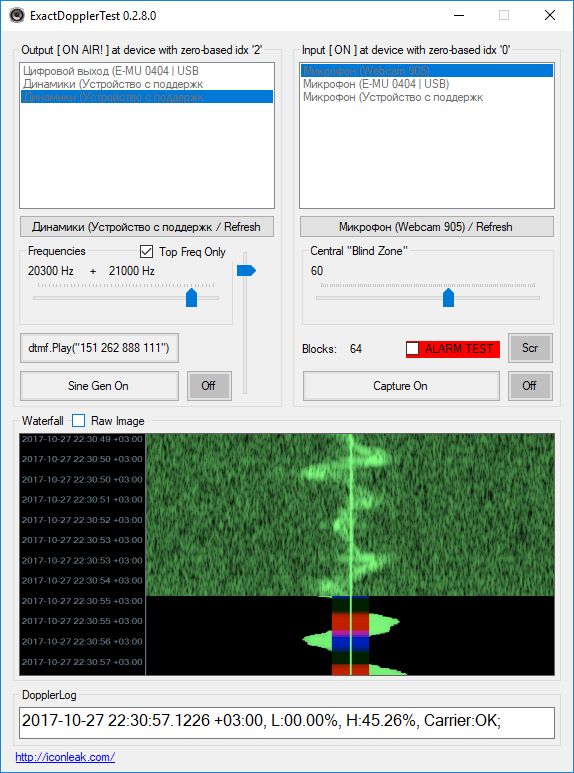 ExactDopplerTest 0.2.8.0
Output [ ON AIR! ] at device with zero-based idx '2'
Цифровой выход (E-MU 0404 | USB
Динамики (Устройство с поддержк
Динамики (Устройство с поддержк
Динамики (Устройство с поддержк / Refresh
Frequencies
Top Freq Only
20300 Hz + 21000 Hz
dtmf.Play("151 262 888 111")
Sine Gen On
Off
Input [ ON ] at device with zero-based idx '0'
Микрофон (Webcam 905)
Микрофон (E-MU 0404 | USB)
Микрофон (Устройство с поддержк
Микрофон (Webcam 905) / Refresh
Central "Blind Zone"
60
Blocks: 64
ALARM TEST
Scr
Capture On
Off
Waterfall
Raw Image
2017-10-27 22:30:49 +03:00
2017-10-27 22:30:50 +03:00
2017-10-27 22:30:50 +03:00
2017-10-27 22:30:51 +03:00
2017-10-27 22:30:52 +03:00
2017-10-27 22:30:53 +03:00
2017-10-27 22:30:53 +03:00
2017-10-27 22:30:54 +03:00
2017-10-27 22:30:55 +03:00
2017-10-27 22:30:55 +03:00
2017-10-27 22:30:56 +03:00
2017-10-27 22:30:57 +03:00
DopplerLog
2017-10-27 22:30:57.1226 +03:00, L:00.00%, H:45.26%, Carrier:OK;
http://iconleak.com/